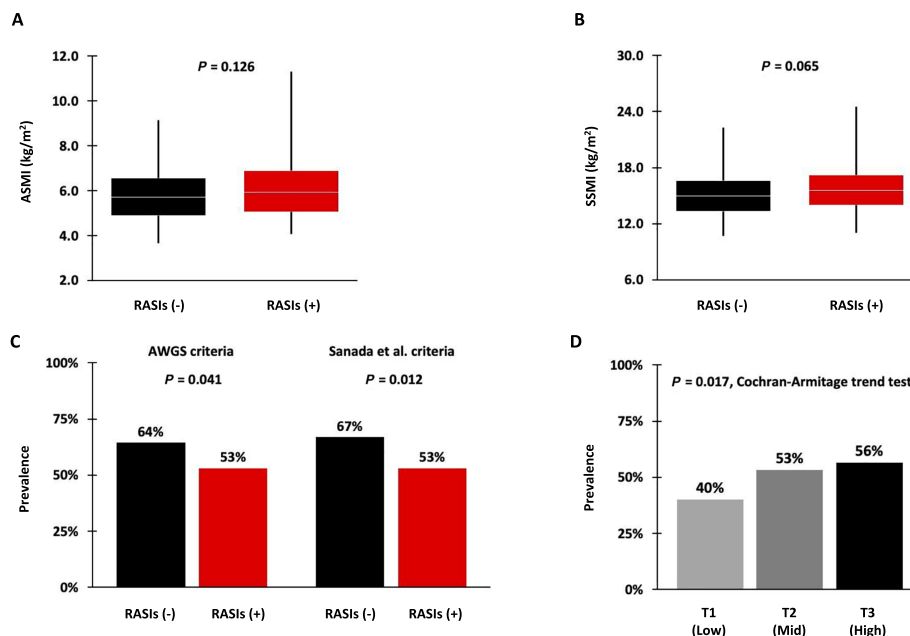 A
12.0
10.0
8.0
6.0
4.0
2.0
ASMI (kg/m²)
P = 0.126
RASIs (-)
RASIs (+)
B
30.0
24.0
18.0
12.0
6.0
SSMI (kg/m²)
P = 0.065
RASIs (-)
RASIs (+)
C
AWGS criteria
Sanada et al. criteria
P = 0.041
P = 0.012
100%
75%
50%
25%
0%
Prevalence
64%
53%
67%
53%
RASIs (-)
RASIs (+)
RASIs (-)
RASIs (+)
D
100%
75%
50%
25%
0%
Prevalence
P = 0.017, Cochran-Armitage trend test
40%
53%
56%
T1
(Low)
T2
(Mid)
T3
(High)